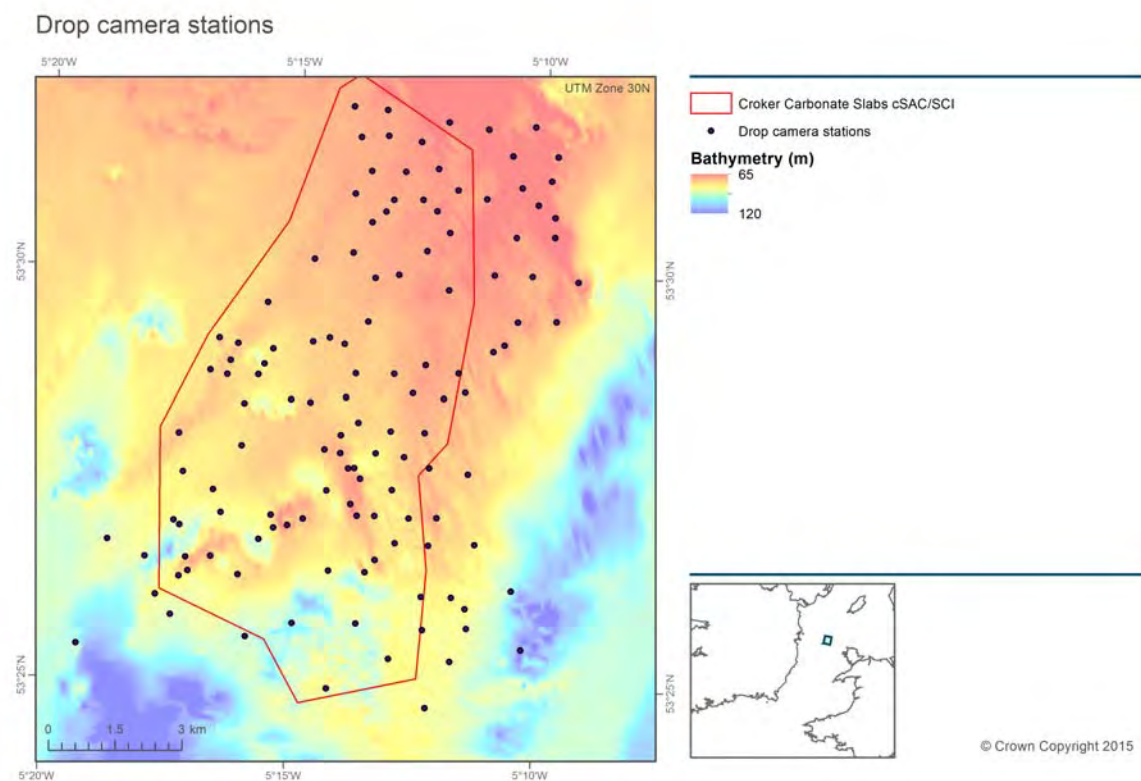 Drop camera stations
5°20'W
5°15'W
5°10'W
UTM Zone 30N
53°30'N
53°30'N
53°25'N
53°25'N
0
1.5
3 km
5°20'W
5°15'W
5°10'W
Croker Carbonate Slabs cSAC/SCI
Drop camera stations
Bathymetry (m)
65
120
© Crown Copyright 2015